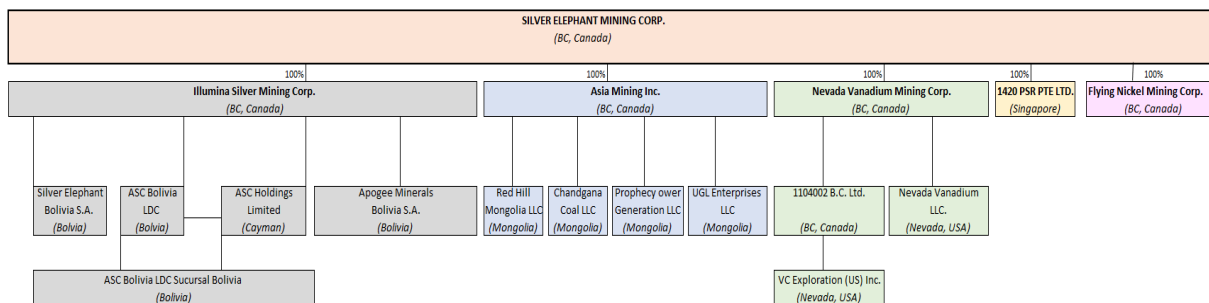 SILVER ELEPHANT MINING CORP.
(BC, Canada)
100%
100%
100%
100%
100%
Illumina Silver Mining Corp.
(BC, Canada)
Asia Mining Inc.
(BC, Canada)
Nevada Vanadium Mining Corp.
(BC, Canada)
1420 PSR PTE LTD.
(Singapore)
Flying Nickel Mining Corp.
(BC, Canada)
Silver Elephant
Bolivia S.A.
(Bolvia)
ASC Bolivia
LDC
(Bolvia)
ASC Holdings
Limited
(Cayman)
Apogee Minerals
Bolivia S.A.
(Bolivia)
Red Hill
Mongolia LLC
(Mongolia)
Chandgana
Coal LLC
(Mongolia)
Prophecy ower
Generation LLC
(Mongolia)
UGL Enterprises
LLC
(Mongolia)
1104002 B.C. Ltd.
(BC, Canada)
Nevada Vanadium
LLC.
(Nevada, USA)
ASC Bolivia LDC Sucursal Bolivia
(Bolivia)
VC Exploration (US) Inc.
(Nevada, USA)